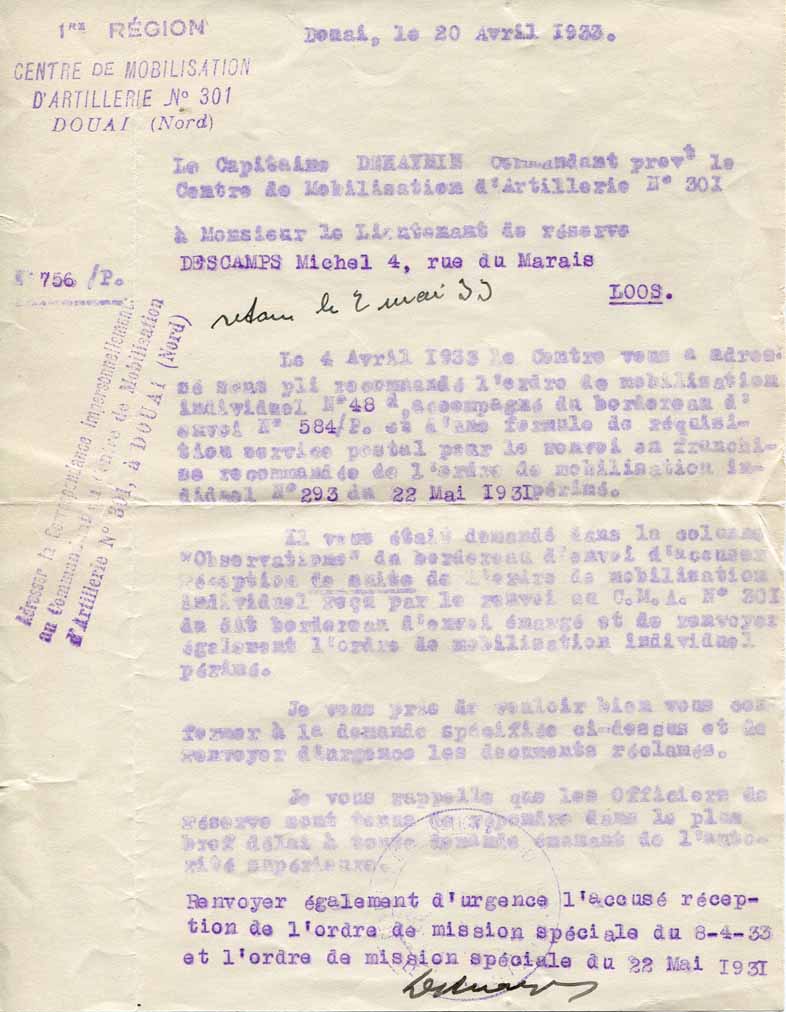 1RE RÉGION
CENTRE DE MOBILISATION
D'ARTILLERIE No 301
DOUAI (Nord)
Douai, le 20 Avril 1933.
Le Capitaine Commandant provt le
Centre de Mobilisation d'Artillerie N° 301
à Monsieur le Lieutenant de réserve
DESCAMPS Michel 4, rue du Marais
LOOS.
N° 756 /P.
retour le 2 mai 33
Adresser la Correspondance Impersonnellement:
au Commandant du Centre de Mobilisation
d'Artillerie No 301, à DOUAI (Nord)
Le 4 Avril 1933 le Centre vous a adres-
sé sous pli recommandé l'ordre de mobilisation
individuel N°48 d, accompagné du bordereau d'
envoi N° 584/P. et d'une formule de réquisi-
tion service postal pour le renvoi en franchi-
se recommandée de l'ordre de mobilisation in-
diduel N°293 du 22 Mai 1931 périmé.
Il vous était demandé dans la colonne
"Observations" du bordereau d'envoi d'accuser
réception de suite de l'ordre de mobilisation
individuel reçu par le renvoi au C.M.A. N° 301
du dit bordereau d'envoi émargé et de renvoyer
également l'ordre de mobilisation individuel
périmé.
Je vous prie de vouloir bien vous con-
former à la demande spécifiée ci-dessus et de
renvoyer d'urgence les documents réclamés.
Je vous rappelle que les Officiers de
réserve sont tenus de répondre dans le plus
bref délai à toute demande émanant de l'auto-
rité supérieure.
Renvoyer également d'urgence l'accusé récep-
tion de l'ordre de mission spéciale du 8-4-33
et l'ordre de mission spéciale du 22 Mai 1931